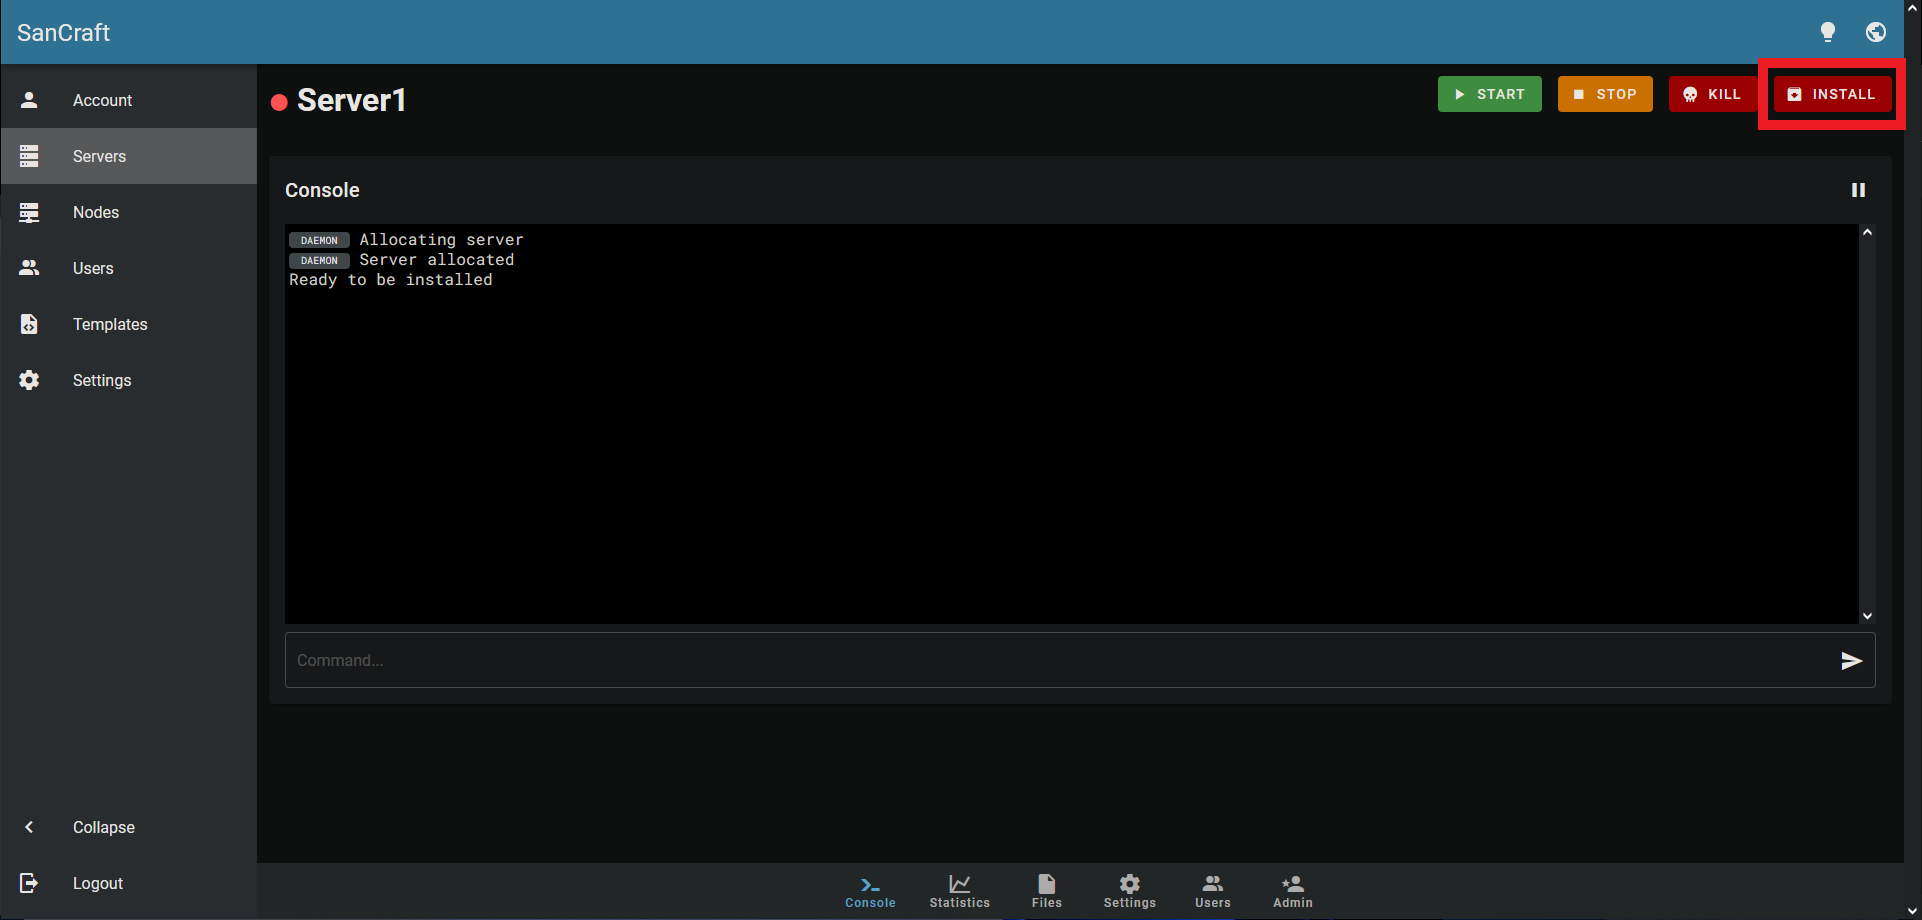 SanCraft
Account
Servers
Nodes
Users
Templates
Settings
Collapse
Logout
Server1
START
STOP
KILL
INSTALL
Console
DAEMON Allocating server
DAEMON Server allocated
Ready to be installed
Command...
Console
Statistics
Files
Settings
Users
Admin